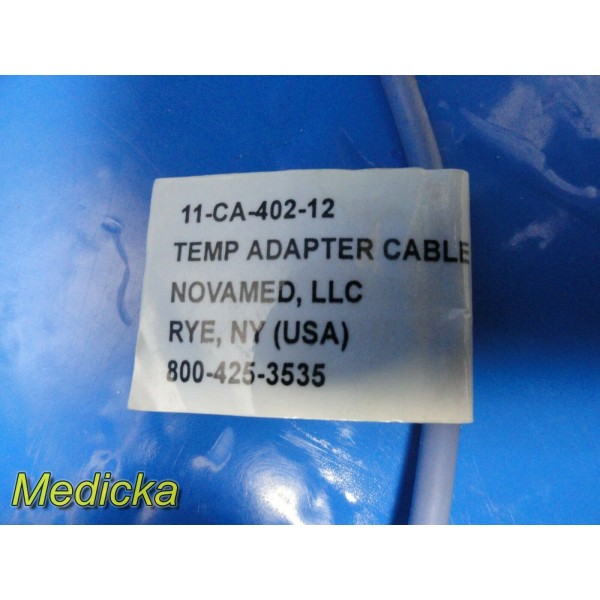 11-CA-402-12
TEMP ADAPTER CABLE
NOVAMED, LLC
RYE, NY (USA)
800-425-3535
Medicka